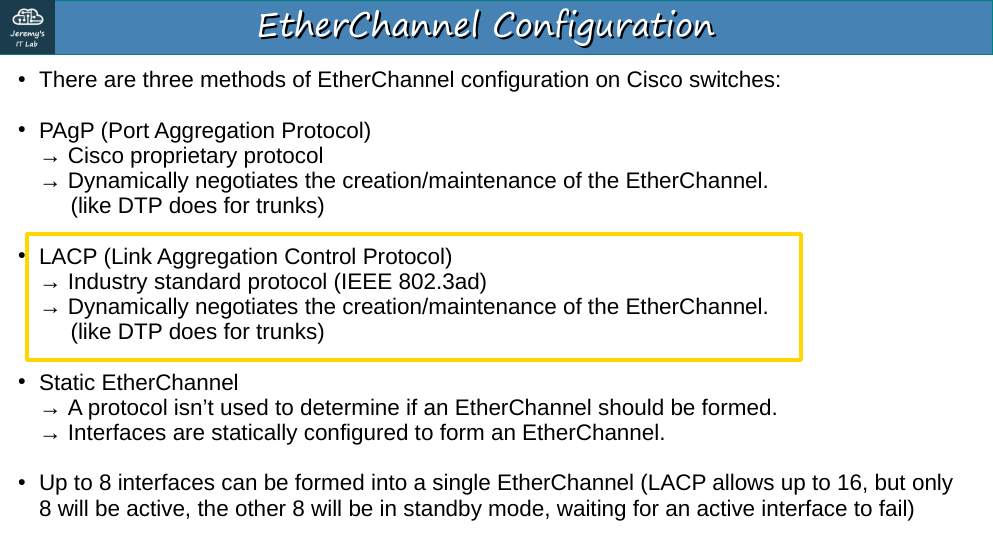 Jeremy's
IT Lab
EtherChannel Configuration
• There are three methods of EtherChannel configuration on Cisco switches:
• PAgP (Port Aggregation Protocol)
→ Cisco proprietary protocol
→ Dynamically negotiates the creation/maintenance of the EtherChannel.
(like DTP does for trunks)
• LACP (Link Aggregation Control Protocol)
→ Industry standard protocol (IEEE 802.3ad)
→ Dynamically negotiates the creation/maintenance of the EtherChannel.
(like DTP does for trunks)
• Static EtherChannel
→ A protocol isn’t used to determine if an EtherChannel should be formed.
→ Interfaces are statically configured to form an EtherChannel.
• Up to 8 interfaces can be formed into a single EtherChannel (LACP allows up to 16, but only
8 will be active, the other 8 will be in standby mode, waiting for an active interface to fail)